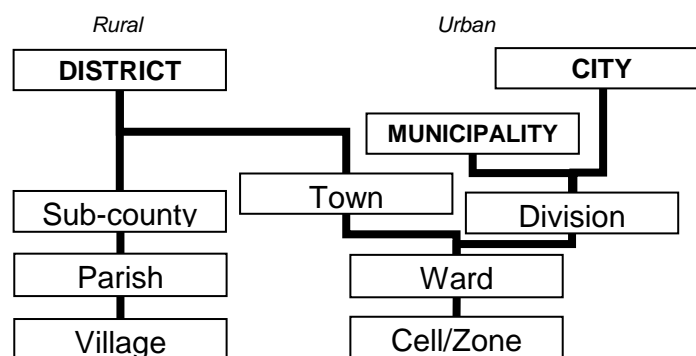 Rural
Urban
DISTRICT
CITY
MUNICIPALITY
Sub-county
Town
Division
Parish
Ward
Village
Cell/Zone